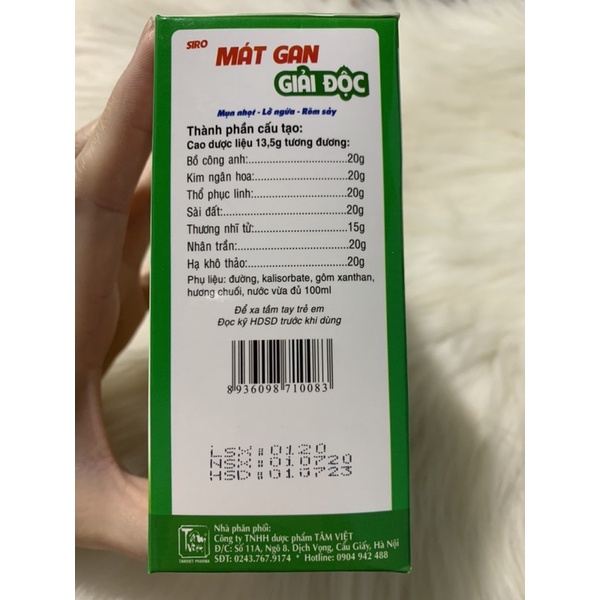 SIRO
MÁT GAN
GIẢI ĐỘC
Mụn nhọt - Lở ngứa - Rôm sảy
Thành phần cấu tạo:
Cao dược liệu 13,5g tương đương:
Bồ công anh:..............................20g
Kim ngân hoa:............................20g
Thổ phục linh:............................20g
Sài đất:......................................20g
Thương nhĩ tử:..........................15g
Nhân trần:.................................20g
Hạ khô thảo:..............................20g
Phụ liệu: đường, kalisorbate, gôm xanthan,
hương chuối, nước vừa đủ 100ml
Để xa tầm tay trẻ em
Đọc kỹ HDSD trước khi dùng
8 936098 710083
LSX: 0120
NSX: 010720
HSD: 010723
Nhà phân phối:
Công ty TNHH dược phẩm TÂM VIỆT
Đ/C: Số 11A, Ngõ 8. Dịch Vọng, Cầu Giấy, Hà Nội
SĐT: 0243.767.9174 * Hotline: 0904 942 488
TAMVIET PHARMA